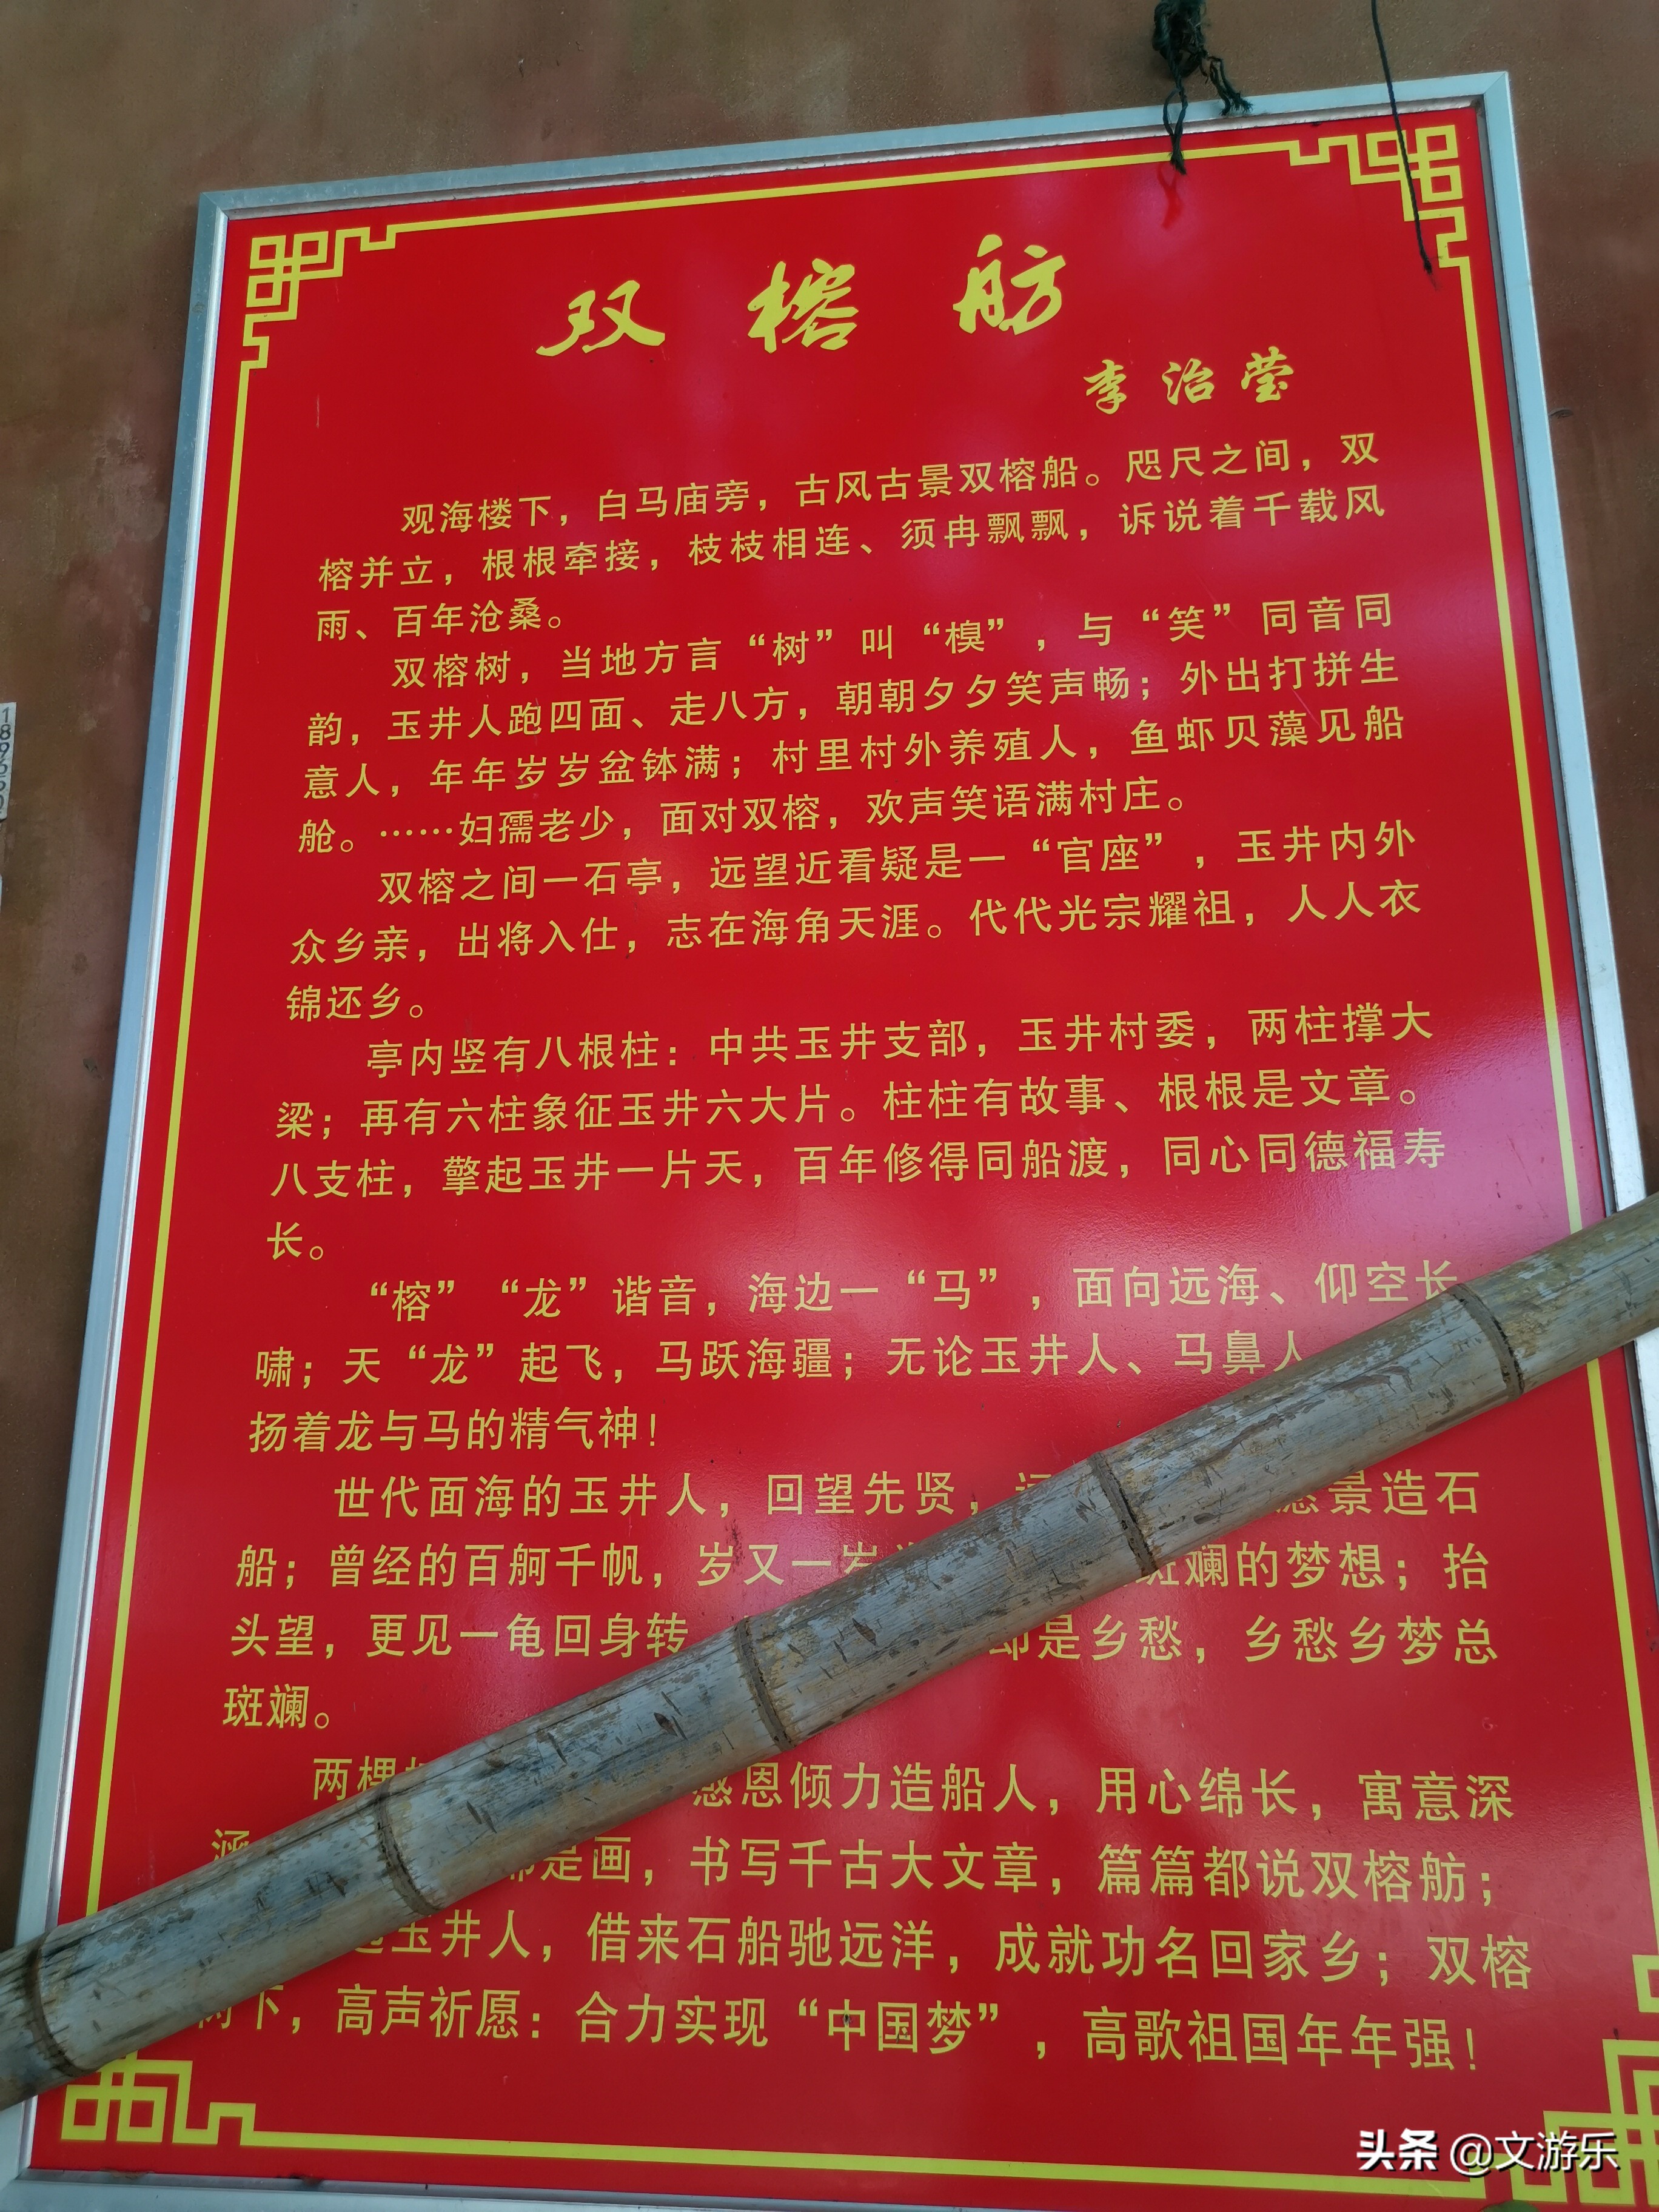 双榕舫
李治莹
观海楼下，白马庙旁，古风古景双榕船。咫尺之间，双
榕并立，根根牵接，枝枝相连、须冉飘飘，诉说着千载风
雨、百年沧桑。
双榕树，当地方言“树”叫“樕”，与“笑”同音同
韵，玉井人跑四面、走八方，朝朝夕夕笑声畅；外出打拼生
意人，年年岁岁盆钵满；村里村外养殖人，鱼虾贝藻见船
舱。……妇孺老少，面对双榕，欢声笑语满村庄。
双榕之间一石亭，远望近看疑是一“官座”，玉井内外
众乡亲，出将入仕，志在海角天涯。代代光宗耀祖，人人衣
锦还乡。
亭内竖有八根柱：中共玉井支部，玉井村委，两柱撑大
梁；再有六柱象征玉井六大片。柱柱有故事、根根是文章。
八支柱，擎起玉井一片天，百年修得同船渡，同心同德福寿
长。
“榕”“龙”谐音，海边一“马”，面向远海、仰空长
啸；天“龙”起飞，马跃海疆；无论玉井人、马鼻人
扬着龙与马的精气神！
世代面海的玉井人，回望先贤，景造石
船；曾经的百舸千帆，岁又一岁斑斓的梦想；抬
头望，更见一龟回身转是乡愁，乡愁乡梦总
斑斓。
两棵感恩倾力造船人，用心绵长，寓意深
涵是画，书写千古大文章，篇篇都说双榕舫；
玉井人，借来石船驰远洋，成就功名回家乡；双榕
树下，高声祈愿：合力实现“中国梦”，高歌祖国年年强！
头条 @文游乐